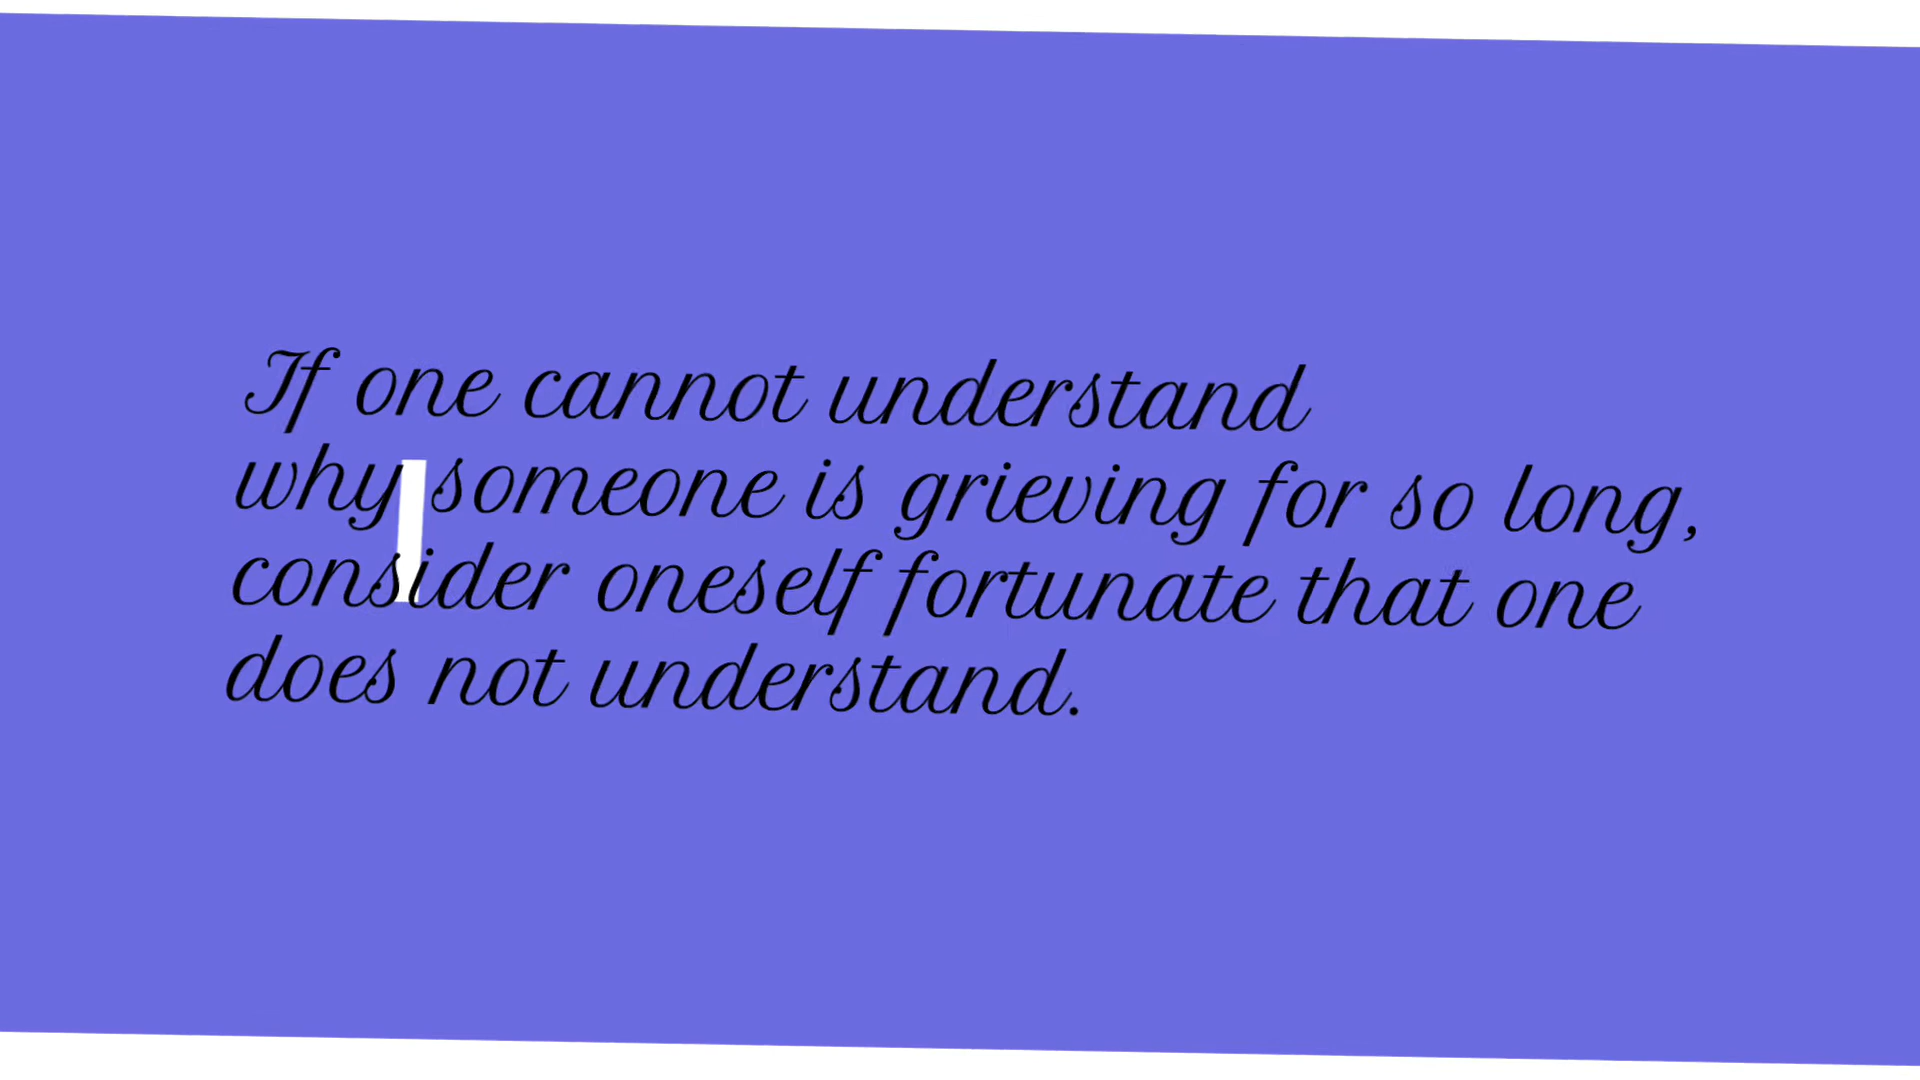 If one cannot understand
why someone is grieving for so long,
consider oneself fortunate that one
does not understand.